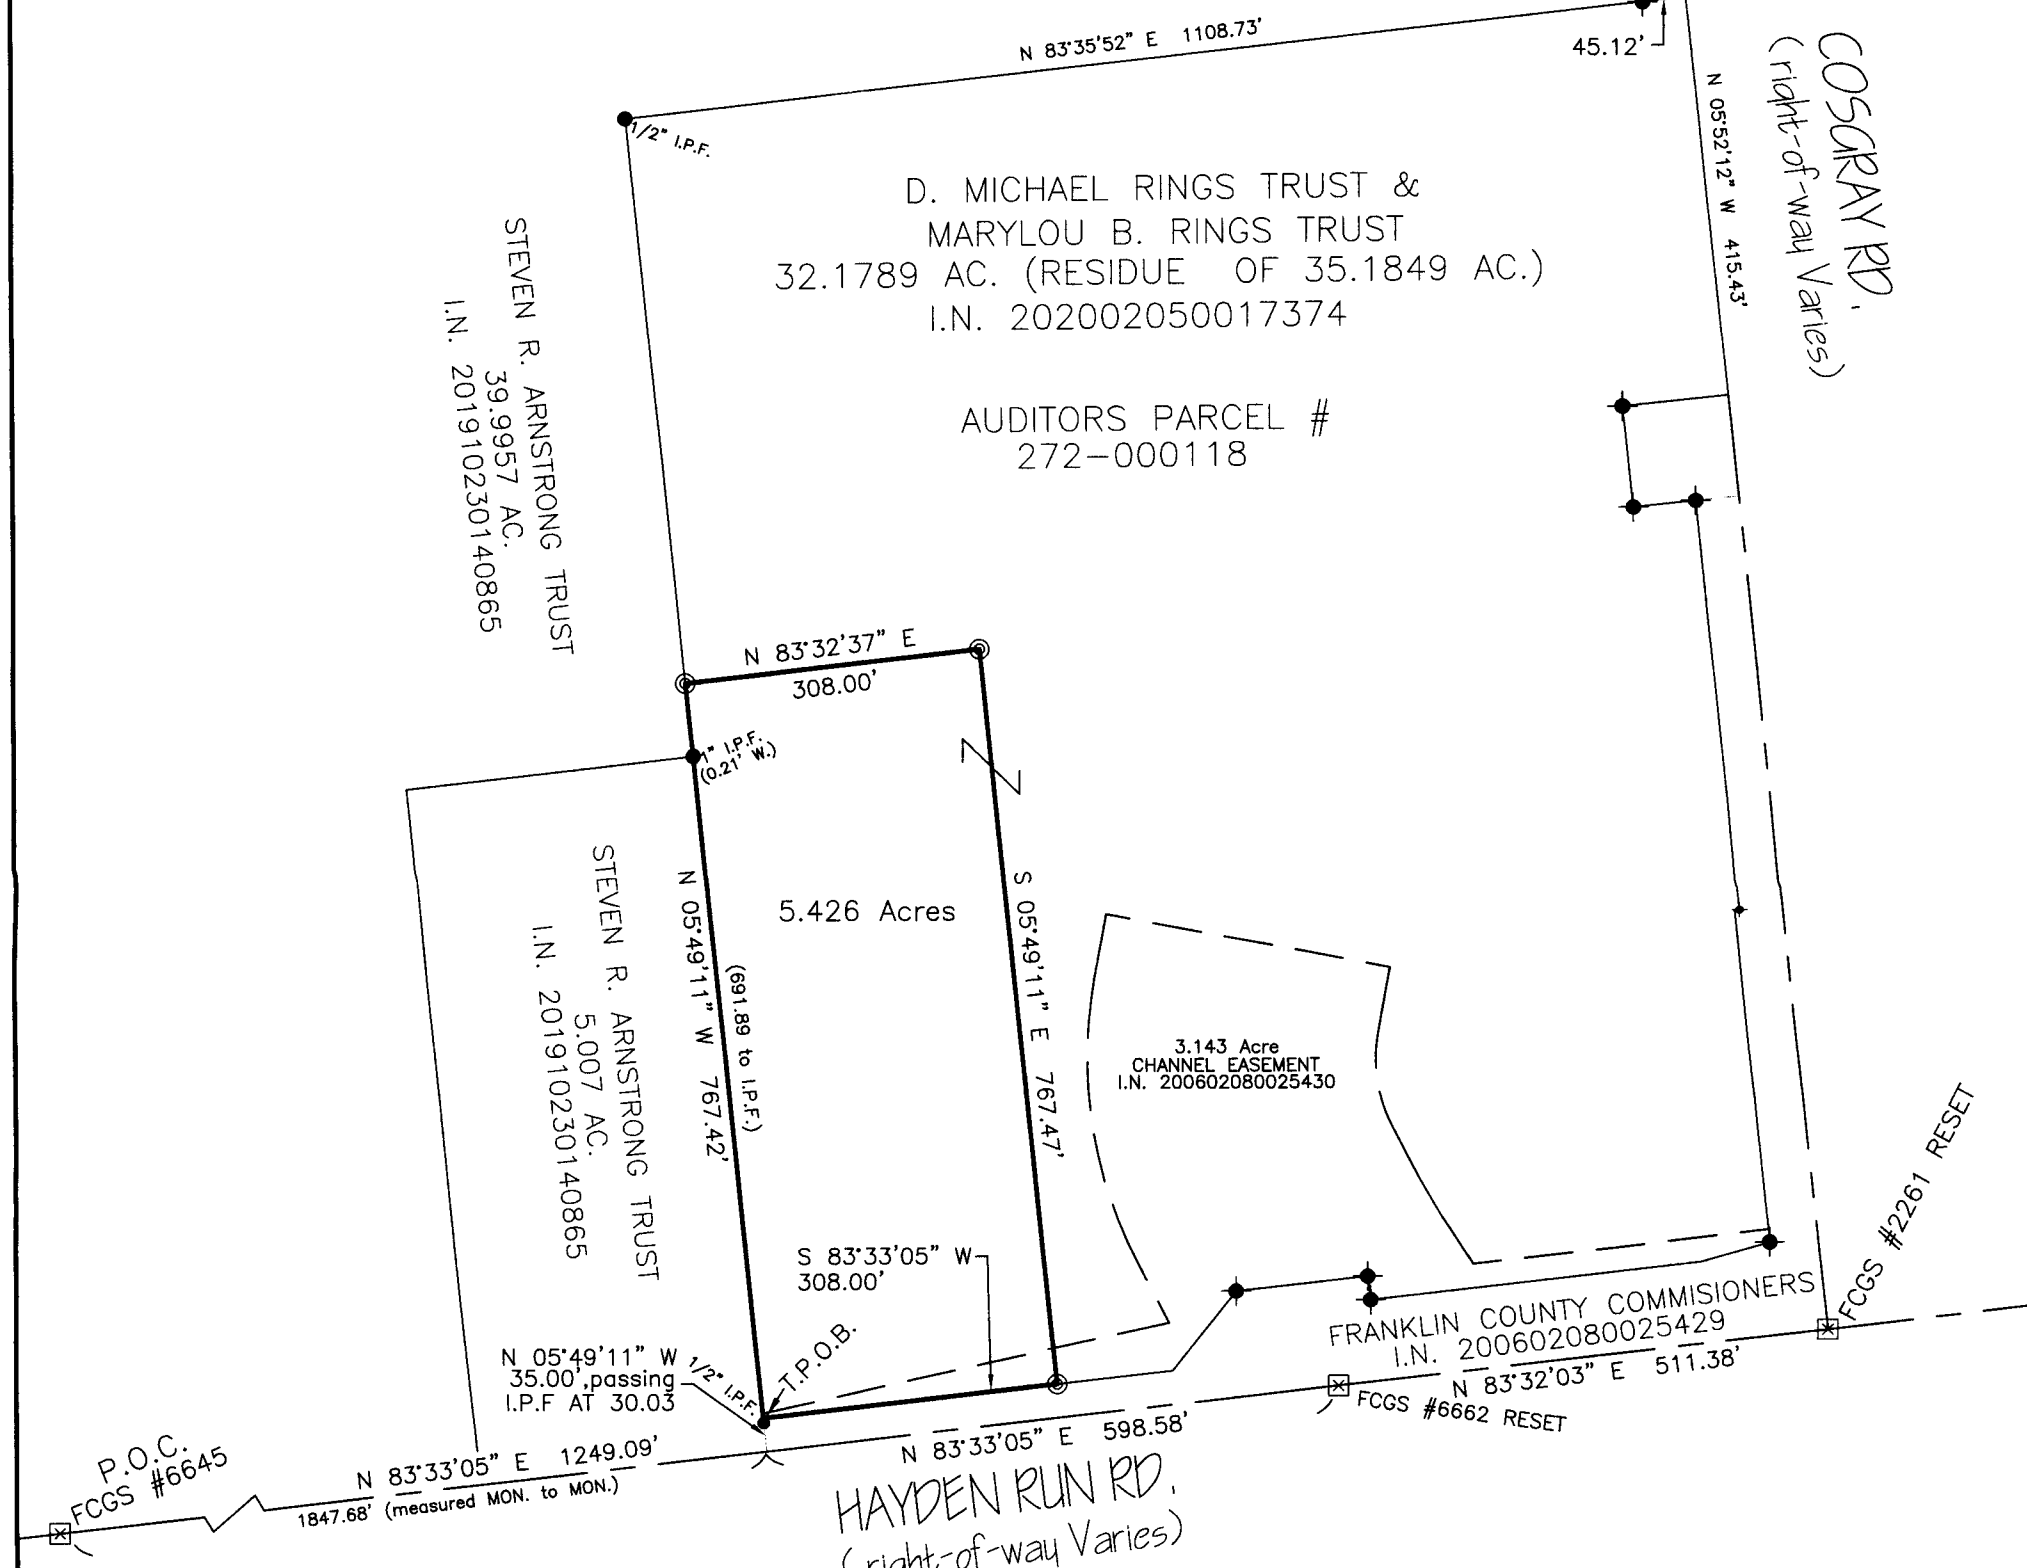 N 83°35'52" E 1108.73'
45.12'
COSGRAY RD.
(right-of-way Varies)
N 05°52'12" W 415.43'
1/2" I.P.F.
D. MICHAEL RINGS TRUST &
MARYLOU B. RINGS TRUST
32.1789 AC. (RESIDUE OF 35.1849 AC.)
I.N. 202002050017374
AUDITORS PARCEL #
272-000118
STEVEN R. ARNSTRONG TRUST
39.9957 AC.
I.N. 201910230140865
N 83°32'37" E
308.00'
1" I.P.F.
(0.21' W.)
STEVEN R. ARNSTRONG TRUST
5.007 AC.
I.N. 201910230140865
N 05°49'11" W 767.42'
(691.89 to I.P.F.)
5.426 Acres
S 05°49'11" E 767.47'
3.143 Acre
CHANNEL EASEMENT
I.N. 200602080025430
S 83°33'05" W
308.00'
N 05°49'11" W
35.00',passing
I.P.F AT 30.03
1/2" I.P.F.
T.P.O.B.
FRANKLIN COUNTY COMMISIONERS
I.N. 200602080025429
N 83°32'03" E 511.38'
FCGS #2261 RESET
FCGS #6662 RESET
N 83°33'05" E 598.58'
P.O.C.
FCGS #6645
N 83°33'05" E 1249.09'
1847.68' (measured MON. to MON.)
HAYDEN RUN RD.
(right-of-way Varies)